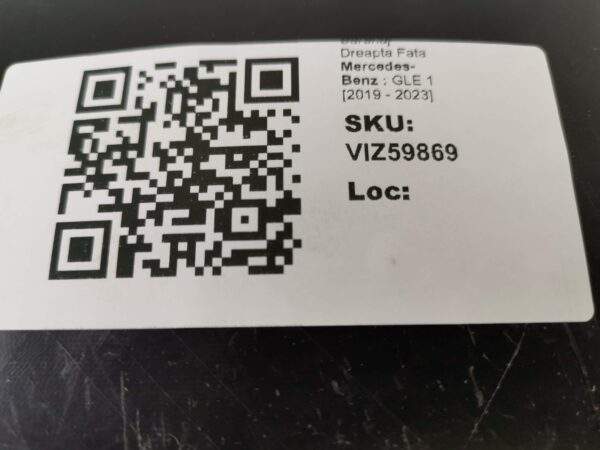 Dreapta Fata
Mercedes-
Benz : GLE 1
[2019 - 2023]
SKU:
VIZ59869
Loc: